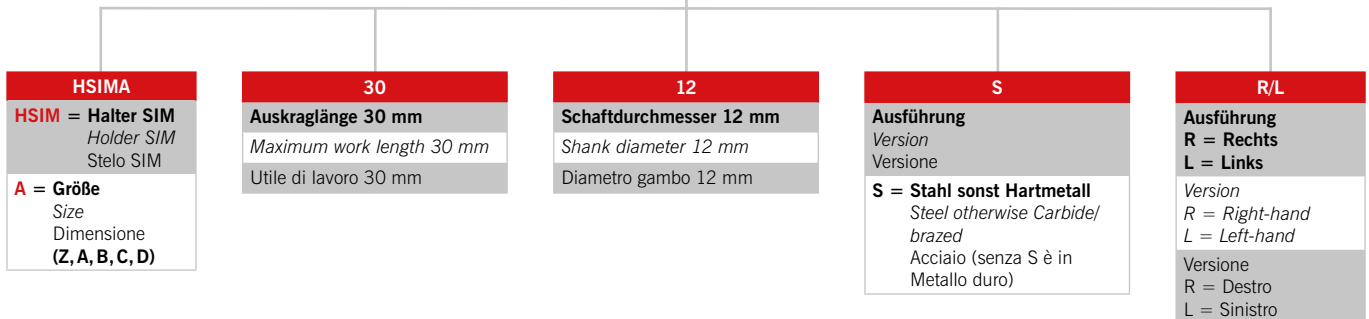 HSIMA
HSIM = Halter SIM
Holder SIM
Stelo SIM
A = Größe
Size
Dimensione
(Z, A, B, C, D)
30
Auskraglänge 30 mm
Maximum work length 30 mm
Utile di lavoro 30 mm
12
Schaftdurchmesser 12 mm
Shank diameter 12 mm
Diametro gambo 12 mm
S
Ausführung
Version
Versione
S = Stahl sonst Hartmetall
Steel otherwise Carbide/
brazed
Acciaio (senza S è in
Metallo duro)
R/L
Ausführung
R = Rechts
L = Links
Version
R = Right-hand
L = Left-hand
Versione
R = Destro
L = Sinistro